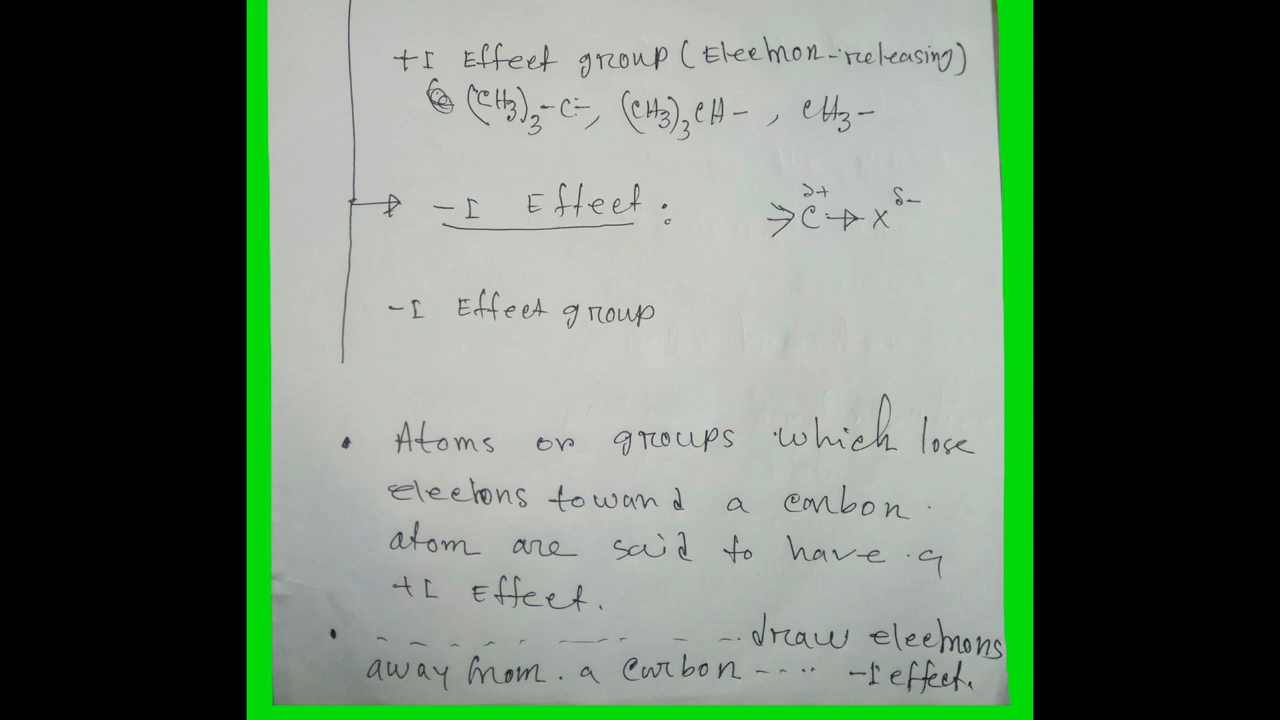 +I Effect group (Electron-releasing)
(CH3)3-C-, (CH3)3CH-, CH3-
-I Effect: >C^δ+ → X^δ-
-I Effect group
• Atoms or groups which lose
electrons toward a carbon
atom are said to have a
+I Effect.
• - - - - - - - - - draw electrons
away from a carbon ---- -I effect.